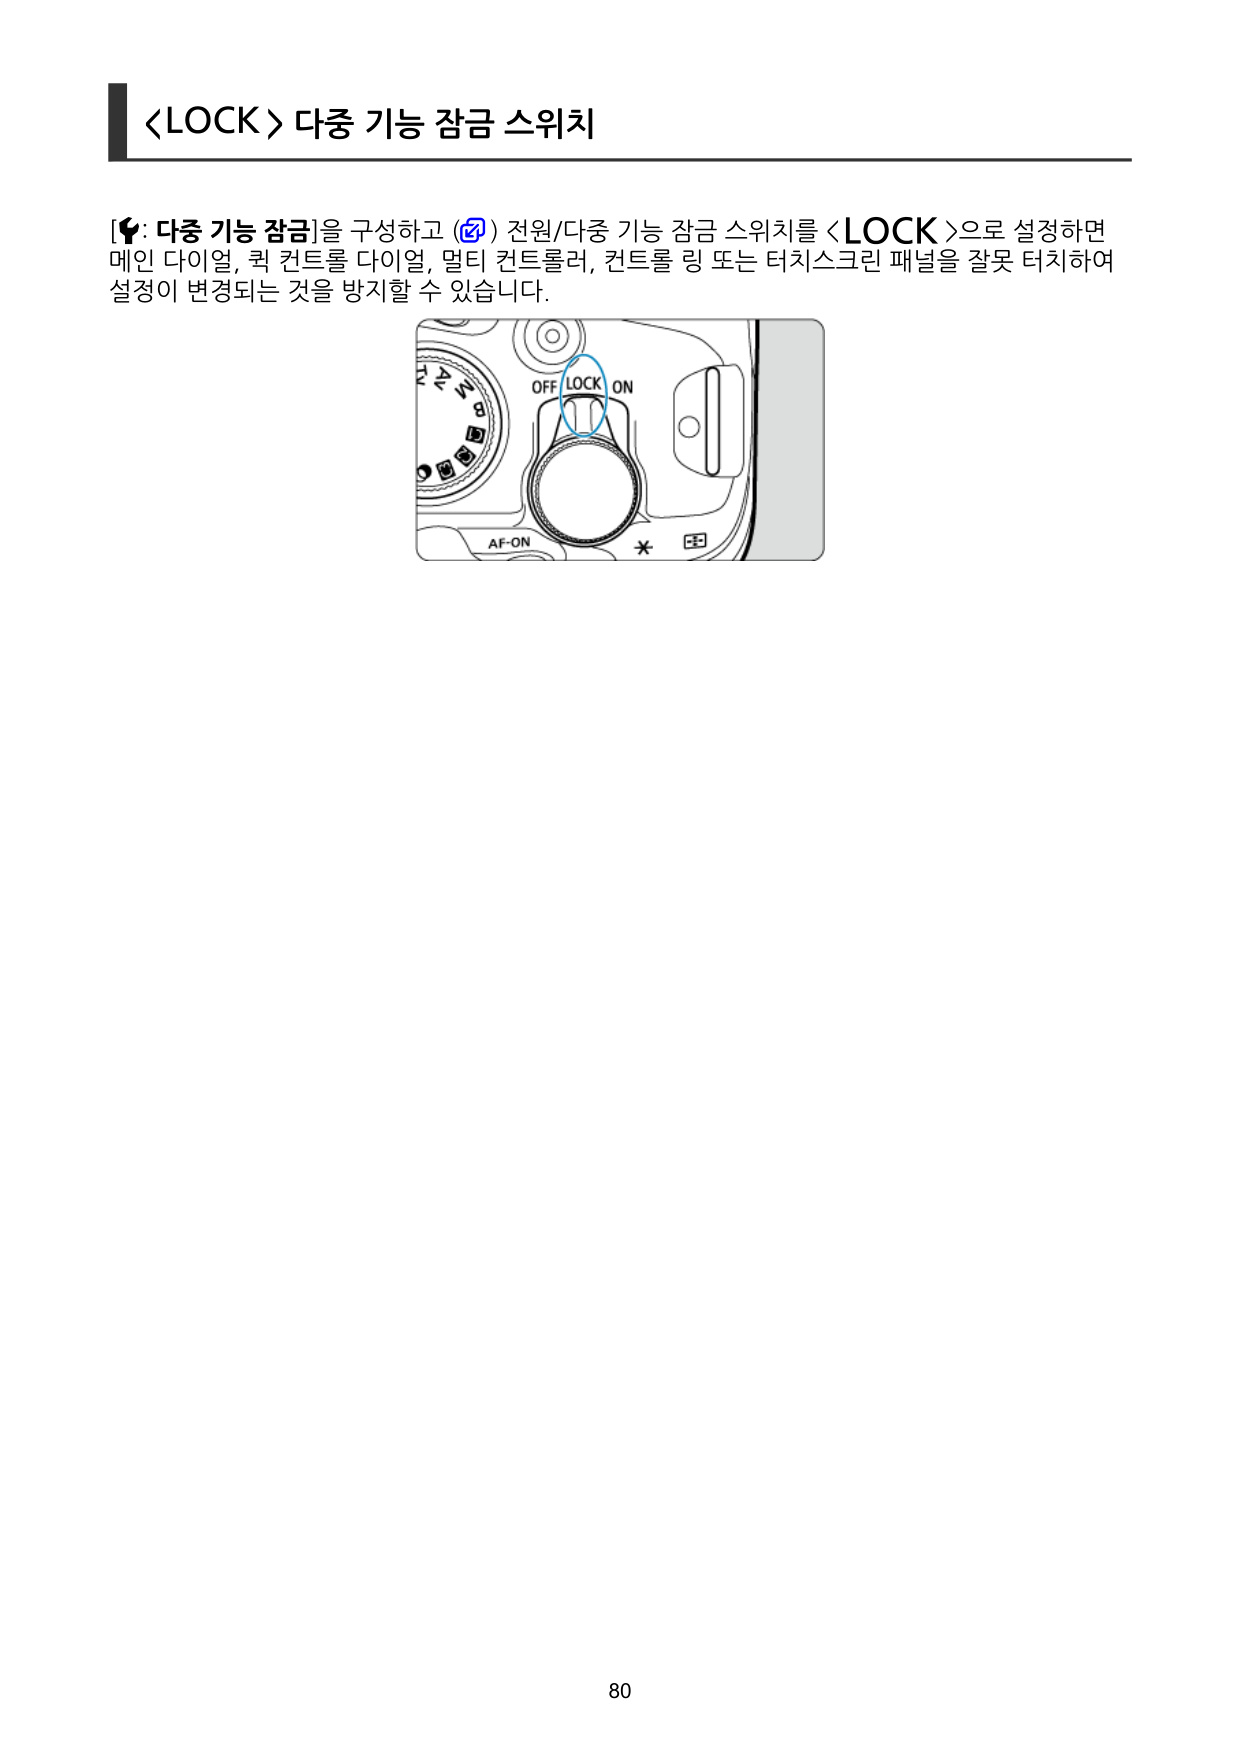 <LOCK> 다중 기능 잠금 스위치
[: 다중 기능 잠금]을 구성하고 () 전원/다중 기능 잠금 스위치를 <LOCK>으로 설정하면
메인 다이얼, 퀵 컨트롤 다이얼, 멀티 컨트롤러, 컨트롤 링 또는 터치스크린 패널을 잘못 터치하여
설정이 변경되는 것을 방지할 수 있습니다.
OFF LOCK ON
Tv
Av
M
B
C1
C2
C3
AF-ON
80